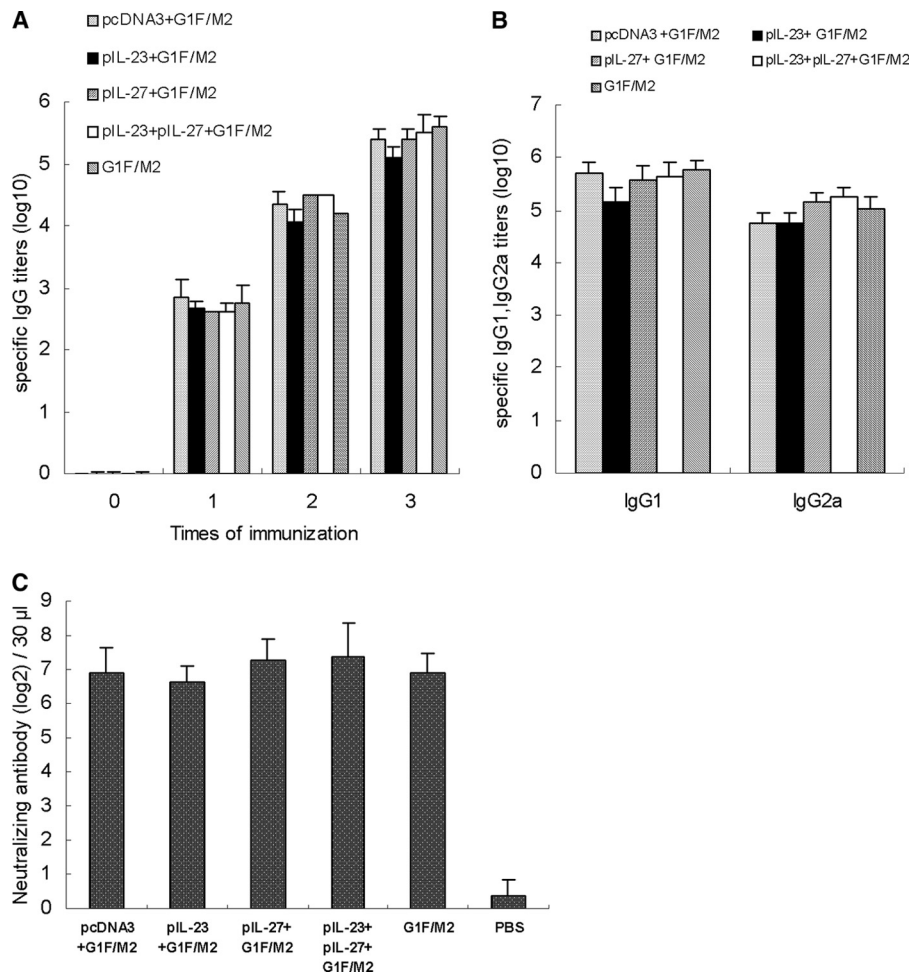 A
pcDNA3+G1F/M2
pIL-23+G1F/M2
pIL-27+G1F/M2
pIL-23+pIL-27+G1F/M2
G1F/M2
specific IgG titers (log10)
6
5
4
3
2
1
0
0 1 2 3
Times of immunization
B
pcDNA3 +G1F/M2 pIL-23+ G1F/M2
pIL-27+ G1F/M2 pIL-23+pIL-27+G1F/M2
G1F/M2
specific IgG1,IgG2a titers (log10)
7
6
5
4
3
2
1
0
IgG1 IgG2a
C
Neutralizing antibody (log2) / 30 µl
9
8
7
6
5
4
3
2
1
0
pcDNA3 pIL-23 pIL-27+ pIL-23+ G1F/M2 PBS
+G1F/M2 +G1F/M2 G1F/M2 pIL-27+
G1F/M2